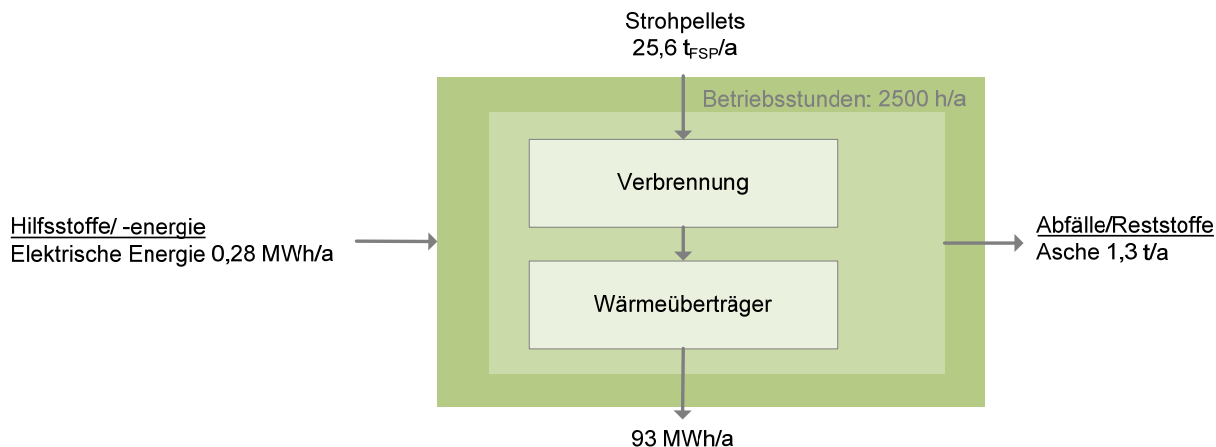 Strohpellets
25,6 tFSP/a
Betriebsstunden: 2500 h/a
Verbrennung
Hilfsstoffe/ -energie
Elektrische Energie 0,28 MWh/a
Abfälle/Reststoffe
Asche 1,3 t/a
Wärmeüberträger
93 MWh/a